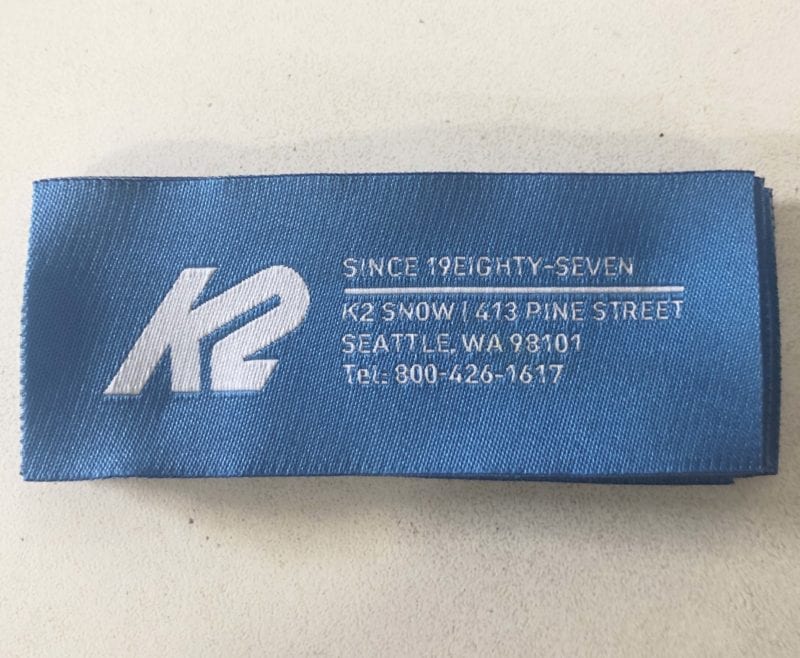 K2
SINCE 19EIGHTY-SEVEN
K2 SNOW | 413 PINE STREET
SEATTLE, WA 98101
Tel: 800-426-1617